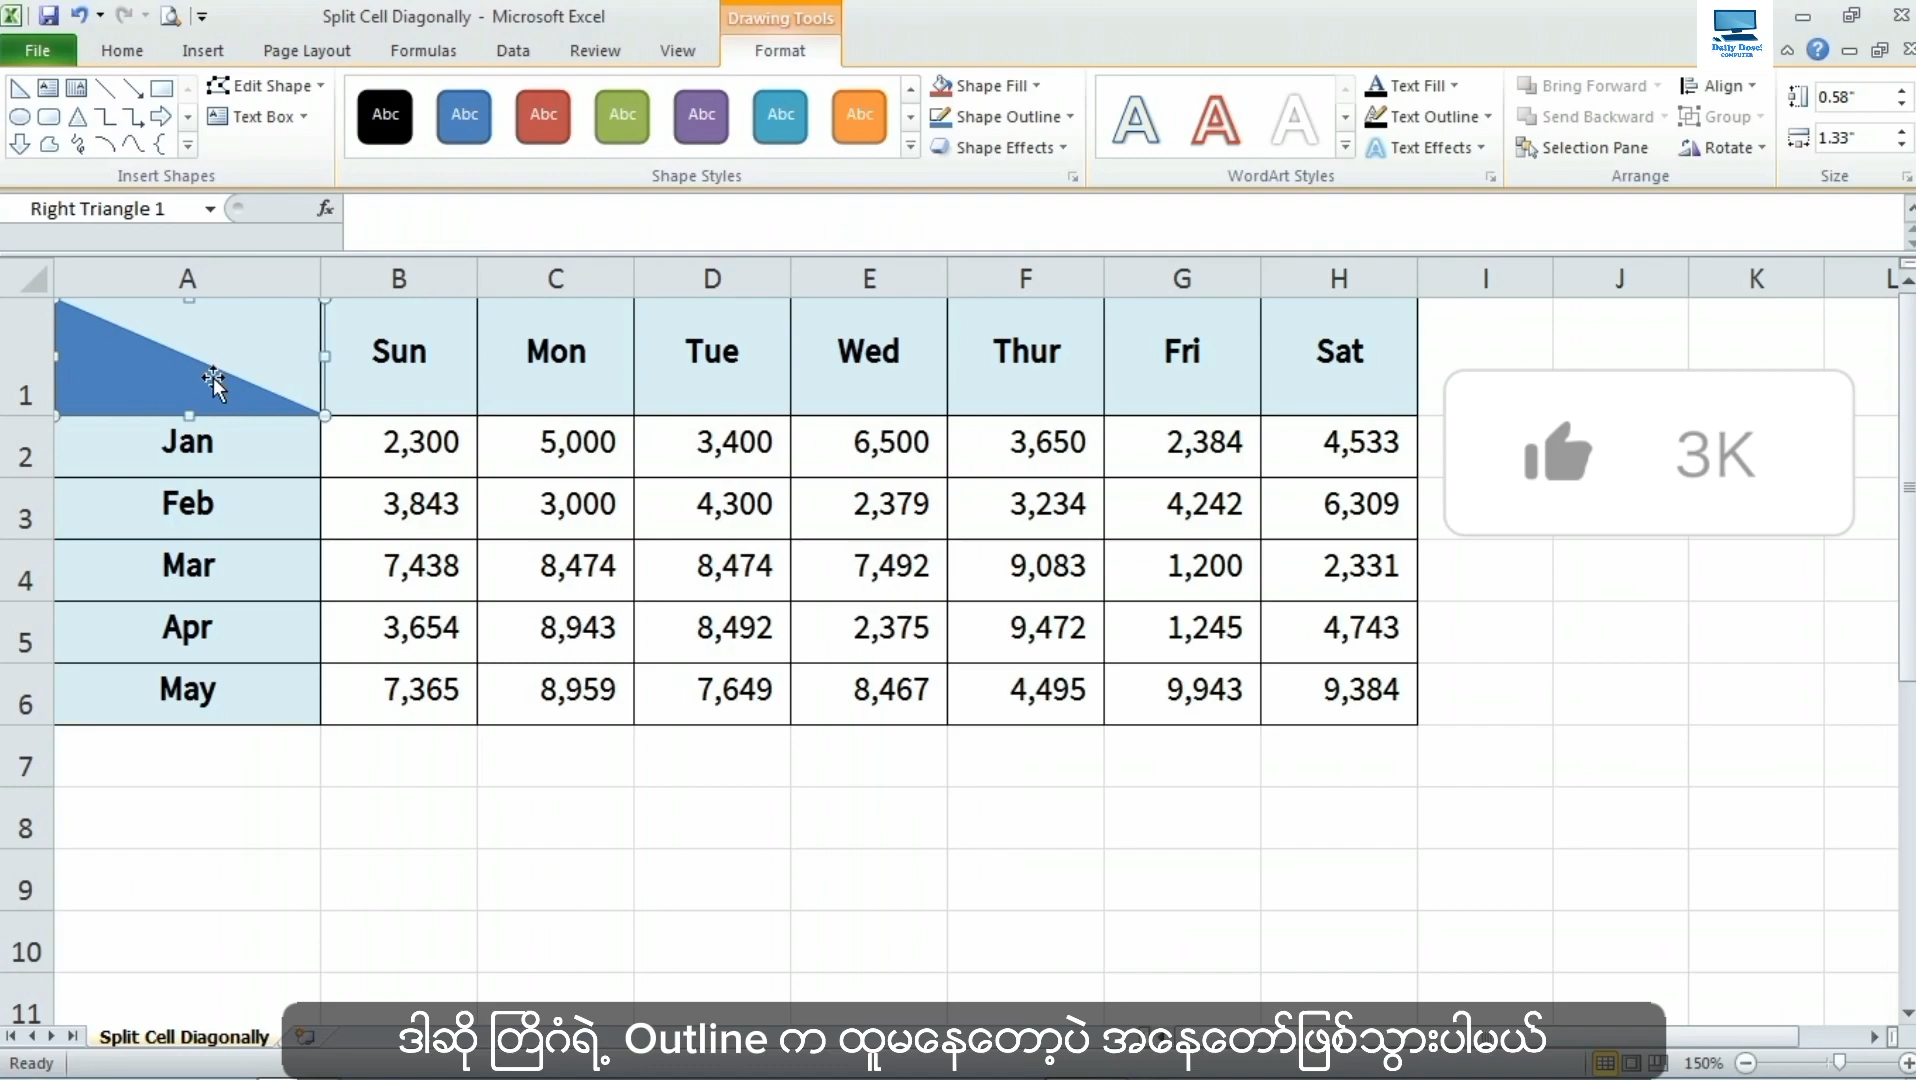 Split Cell Diagonally - Microsoft Excel
Drawing Tools
File Home Insert Page Layout Formulas Data Review View Format
Daily Dose!
COMPUTER
Edit Shape
Text Box
Insert Shapes
Abc Abc Abc Abc Abc Abc Abc
Shape Styles
Shape Fill
Shape Outline
Shape Effects
A A A
WordArt Styles
Text Fill
Text Outline
Text Effects
Bring Forward
Send Backward
Selection Pane
Align
Group
Rotate
Arrange
0.58"
1.33"
Size
Right Triangle 1
fx
A B C D E F G H I J K L
1 Sun Mon Tue Wed Thur Fri Sat
2 Jan 2,300 5,000 3,400 6,500 3,650 2,384 4,533
3 Feb 3,843 3,000 4,300 2,379 3,234 4,242 6,309
4 Mar 7,438 8,474 8,474 7,492 9,083 1,200 2,331
5 Apr 3,654 8,943 8,492 2,375 9,472 1,245 4,743
6 May 7,365 8,959 7,649 8,467 4,495 9,943 9,384
7
8
9
10
11
3K
Split Cell Diagonally
ဒါဆို တြိဂံရဲ့ Outline က ထူမနေတော့ပဲ အနေတော်ဖြစ်သွားပါမယ်
Ready
150%